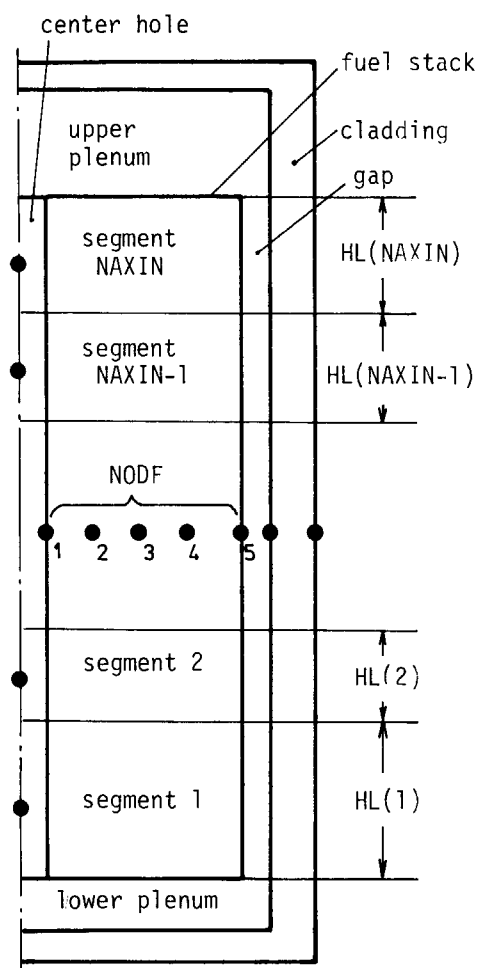 center hole
fuel stack
upper
plenum
cladding
gap
segment
NAXIN
HL(NAXIN)
segment
NAXIN-1
HL(NAXIN-1)
NODF
1 2 3 4 5
segment 2
HL(2)
segment 1
HL(1)
lower plenum